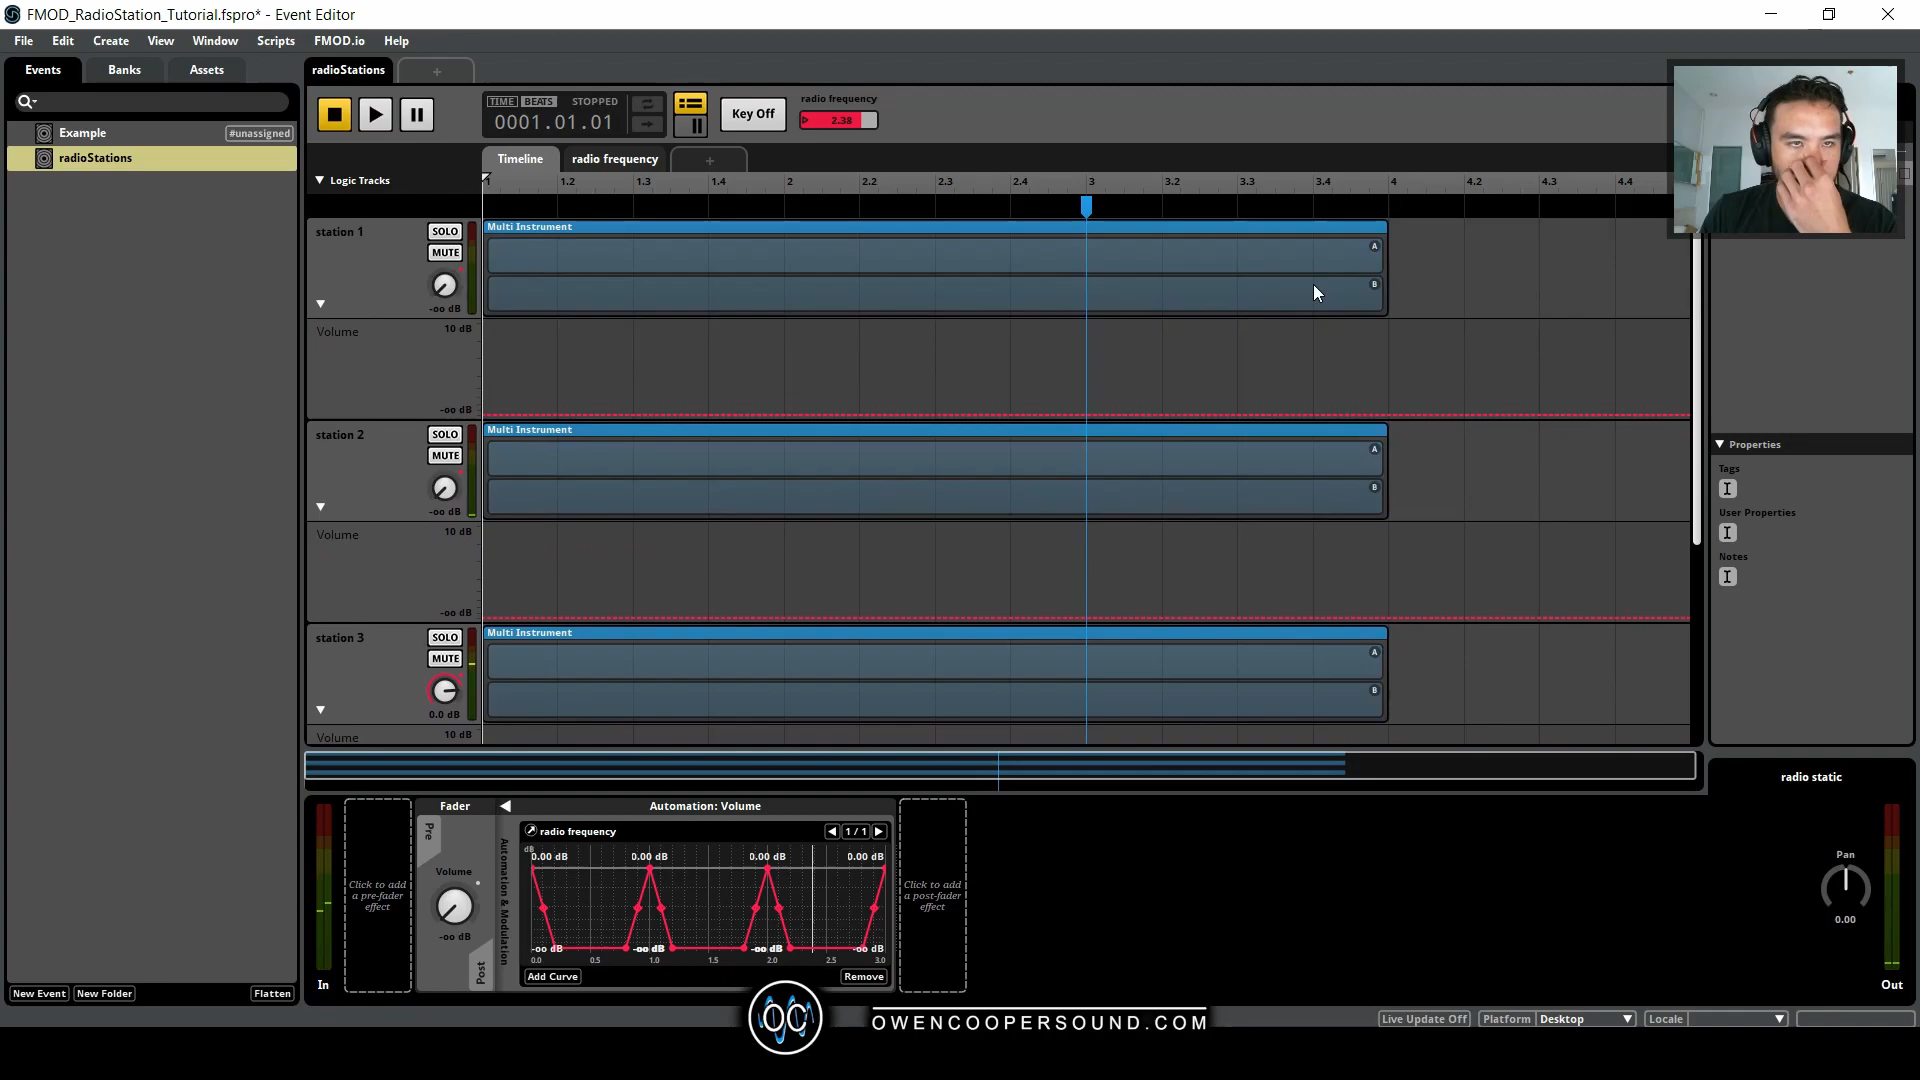 FMOD_RadioStation_Tutorial.fspro* - Event Editor
File Edit Create View Window Scripts FMOD.io Help
Events Banks Assets
radioStations +
Example #unassigned
radioStations
TIME BEATS STOPPED
0001.01.01
Key Off
radio frequency
2.38
Timeline radio frequency +
Logic Tracks
1 1.2 1.3 1.4 2 2.2 2.3 2.4 3 3.2 3.3 3.4 4 4.2 4.3 4.4
station 1 SOLO
MUTE
-oo dB
Multi Instrument
A
B
Volume 10 dB
-oo dB
station 2 SOLO
MUTE
-oo dB
Multi Instrument
A
B
Volume 10 dB
-oo dB
station 3 SOLO
MUTE
0.0 dB
Multi Instrument
A
B
Volume 10 dB
Properties
Tags
User Properties
Notes
radio static
Fader
Pre
Volume
-oo dB
Post
Click to add
a pre-fader
effect
In
Automation: Volume
Automation & Modulation
radio frequency 1 / 1
dB
0.00 dB 0.00 dB 0.00 dB 0.00 dB
-oo dB -oo dB -oo dB -oo dB
0.0 0.5 1.0 1.5 2.0 2.5 3.0
Add Curve Remove
Click to add
a post-fader
effect
Pan
0.00
Out
New Event New Folder Flatten
OC OWENCOOPERSOUND.COM
Live Update Off Platform Desktop Locale